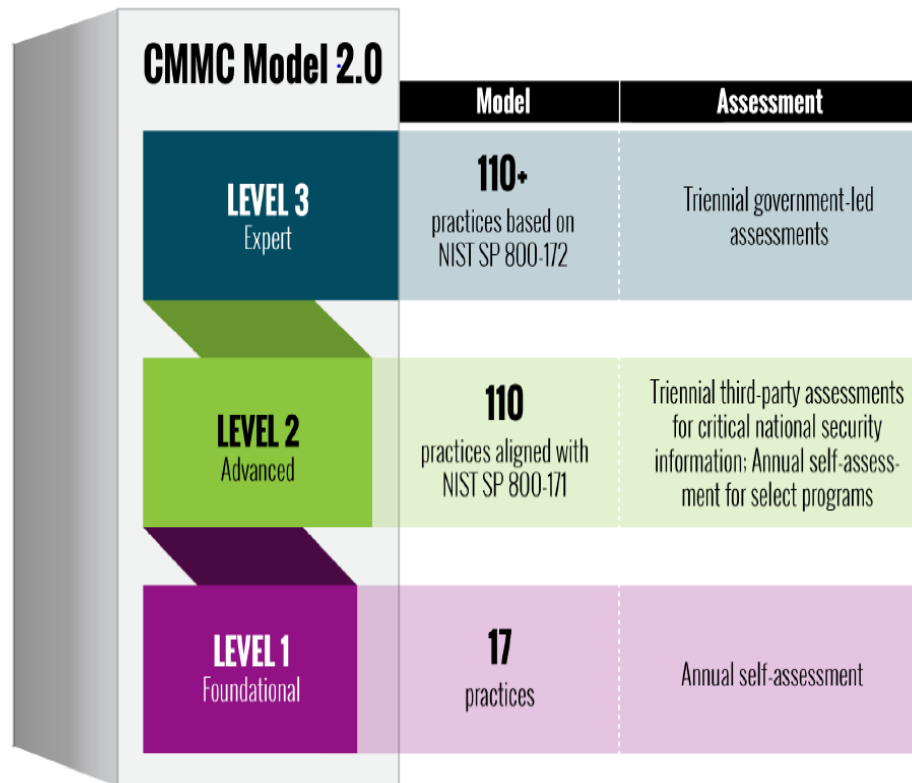 CMMC Model 2.0
Model
Assessment
LEVEL 3
Expert
110+
practices based on
NIST SP 800-172
Triennial government-led
assessments
LEVEL 2
Advanced
110
practices aligned with
NIST SP 800-171
Triennial third-party assessments
for critical national security
information; Annual self-assess-
ment for select programs
LEVEL 1
Foundational
17
practices
Annual self-assessment